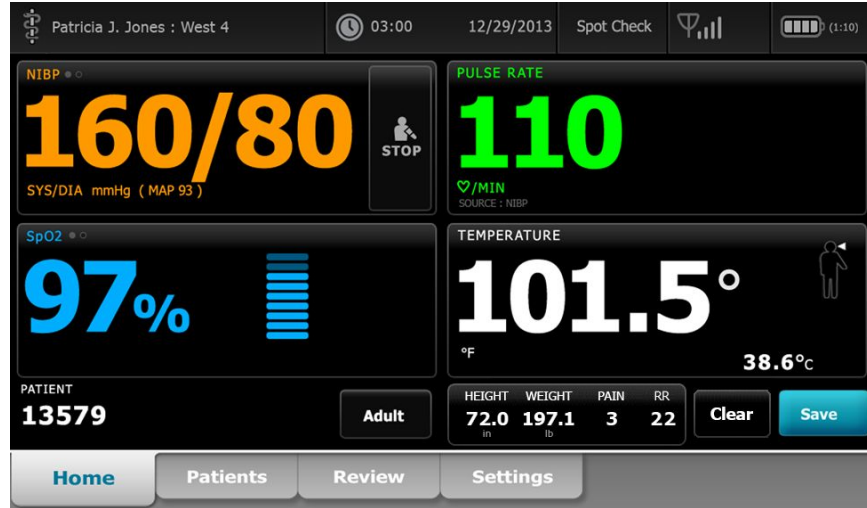 Patricia J. Jones : West 4
03:00
12/29/2013
Spot Check
(1:10)
NIBP
160/80
STOP
SYS/DIA mmHg ( MAP 93 )
PULSE RATE
110
♡/MIN
SOURCE : NIBP
SpO2
97%
TEMPERATURE
101.5°
°F
38.6°C
PATIENT
13579
Adult
HEIGHT WEIGHT PAIN RR
72.0 197.1 3 22
in lb
Clear
Save
Home Patients Review Settings